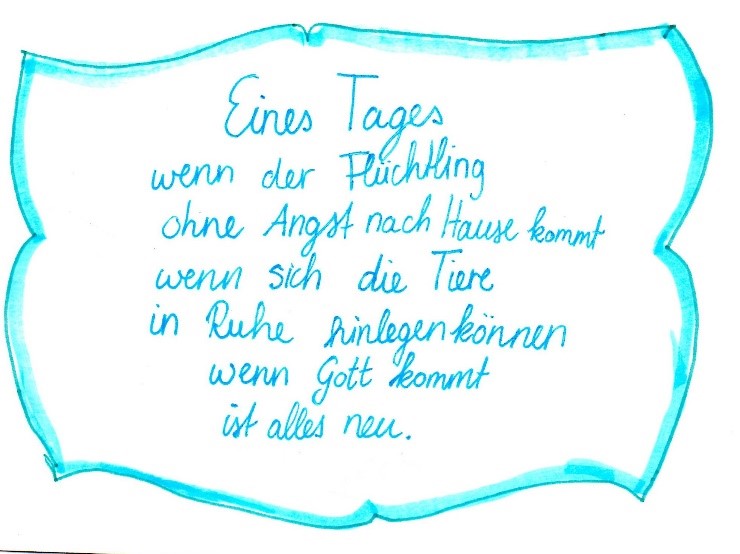 Eines Tages
wenn der Flüchtling
ohne Angst nach Hause kommt
wenn sich die Tiere
in Ruhe hinlegen können
wenn Gott kommt
ist alles neu.